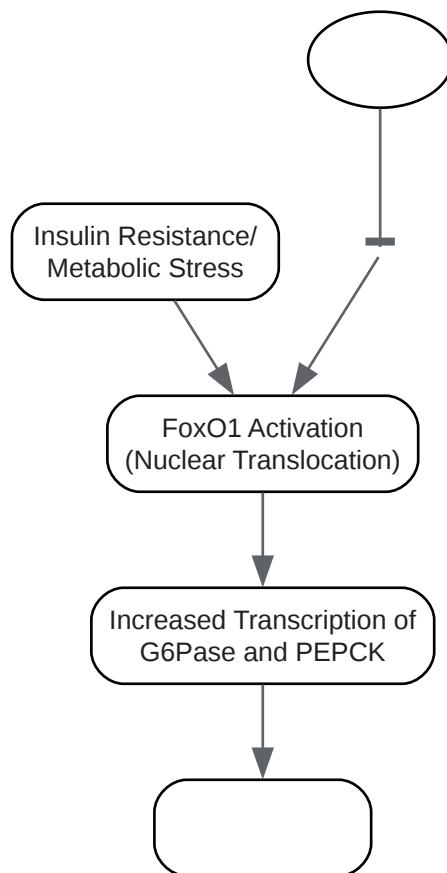 Insulin Resistance/
Metabolic Stress
FoxO1 Activation
(Nuclear Translocation)
Increased Transcription of
G6Pase and PEPCK